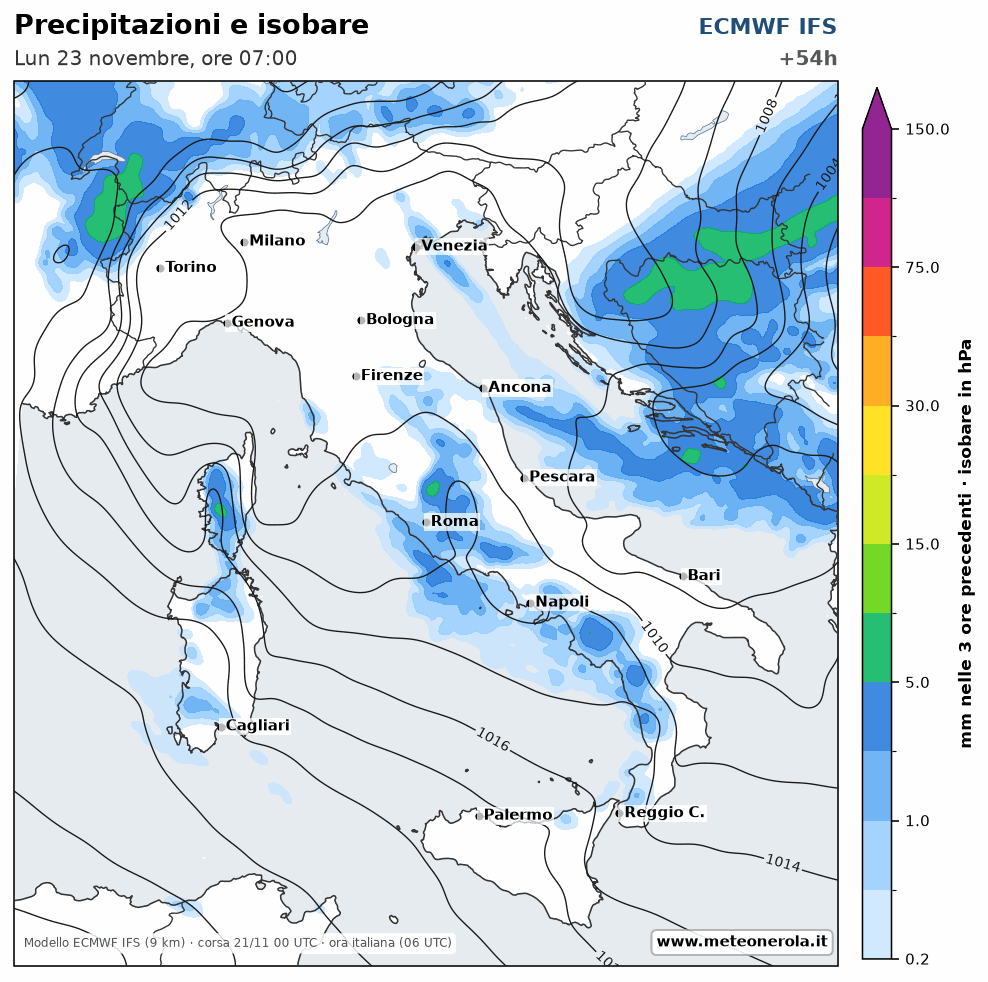 Precipitazioni e isobare
ECMWF IFS
Lun 23 novembre, ore 07:00
+54h
1008
1004
1012
Milano
Venezia
Torino
Genova
Bologna
Firenze
Ancona
Pescara
Roma
Bari
Napoli
1010
Cagliari
1016
Palermo
Reggio C.
1014
Modello ECMWF IFS (9 km) · corsa 21/11 00 UTC · ora italiana (06 UTC)
www.meteonerola.it
150.0
75.0
30.0
15.0
5.0
1.0
0.2
mm nelle 3 ore precedenti · isobare in hPa